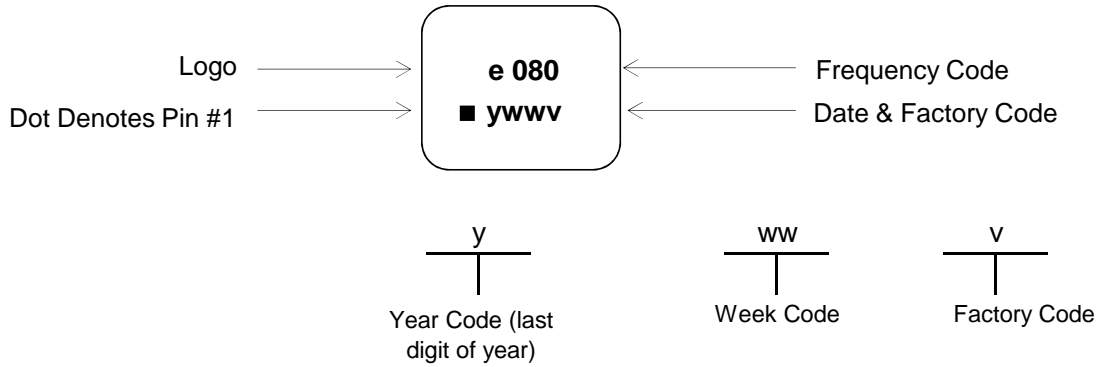 Logo
e 080
Frequency Code
Dot Denotes Pin #1
■ ywwv
Date & Factory Code
y
ww
v
Year Code (last
digit of year)
Week Code
Factory Code